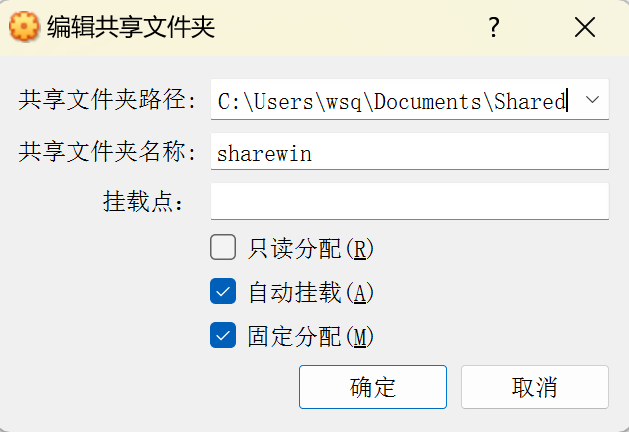 编辑共享文件夹 ?
共享文件夹路径: C:\Users\wsq\Documents\Shared
共享文件夹名称: sharewin
挂载点:
只读分配(R)
自动挂载(A)
固定分配(M)
确定 取消